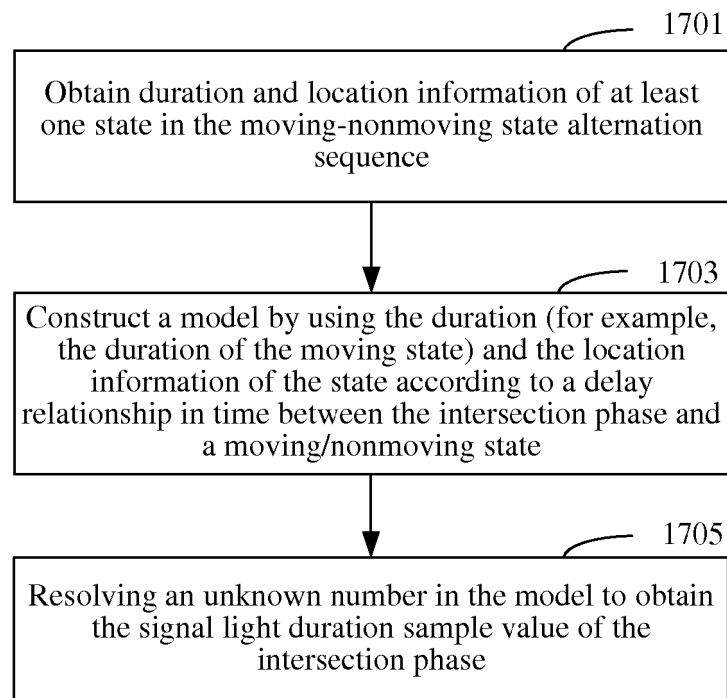 1701
Obtain duration and location information of at least
one state in the moving-nonmoving state alternation
sequence
1703
Construct a model by using the duration (for example,
the duration of the moving state) and the location
information of the state according to a delay
relationship in time between the intersection phase and
a moving/nonmoving state
1705
Resolving an unknown number in the model to obtain
the signal light duration sample value of the
intersection phase